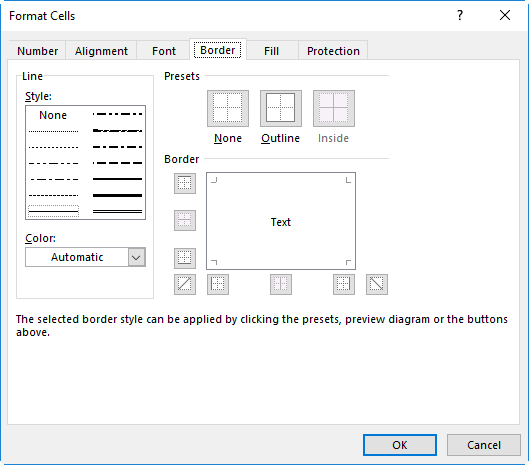 Format Cells
Number Alignment Font Border Fill Protection
Line
Style:
None
Color:
Automatic
Presets
None Outline Inside
Border
Text
The selected border style can be applied by clicking the presets, preview diagram or the buttons
above.
OK Cancel